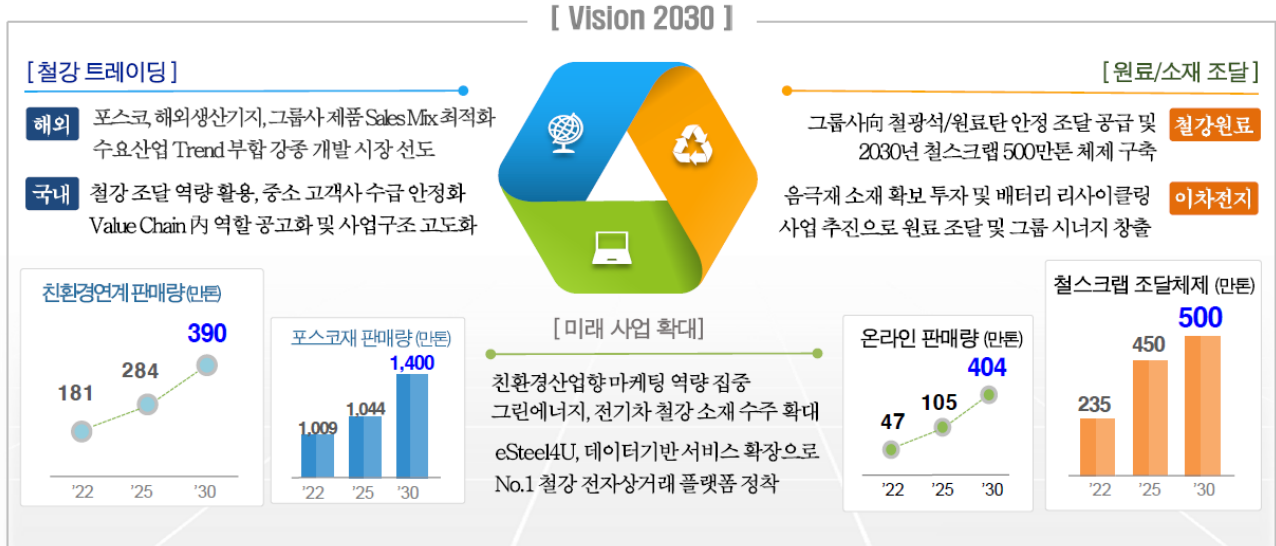 [ Vision 2030 ]
[ 철강 트레이딩 ]
해외
포스코, 해외생산기지, 그룹사 제품 Sales Mix 최적화
수요산업 Trend 부합 강종 개발 시장 선도
국내
철강 조달 역량 활용, 중소 고객사 수급 안정화
Value Chain 內 역할 공고화 및 사업구조 고도화
[ 원료/소재 조달 ]
그룹사向 철광석/원료탄 안정 조달 공급 및
2030년 철스크랩 500만톤 체제 구축
철강원료
음극재 소재 확보 투자 및 배터리 리사이클링
사업 추진으로 원료 조달 및 그룹 시너지 창출
이차전지
친환경연계 판매량 (만톤)
181
284
390
'22
'25
'30
포스코재 판매량 (만톤)
1,009
1,044
1,400
'22
'25
'30
[ 미래 사업 확대]
친환경산업향 마케팅 역량 집중
그린에너지, 전기차 철강 소재 수주 확대
eSteel4U, 데이터기반 서비스 확장으로
No.1 철강 전자상거래 플랫폼 정착
온라인 판매량 (만톤)
47
105
404
'22
'25
'30
철스크랩 조달체제 (만톤)
235
450
500
'22
'25
'30